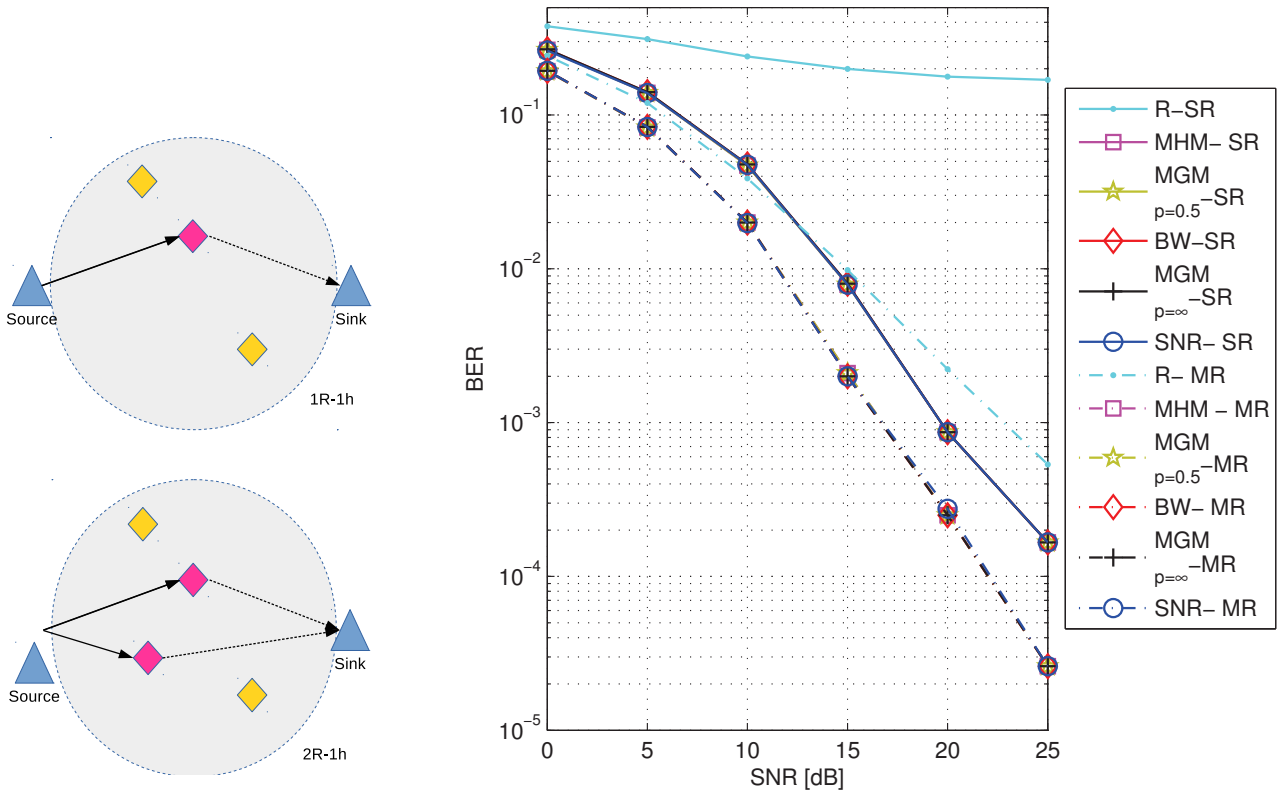 Source
Sink
1R-1h
Source
Sink
2R-1h
10⁻¹
10⁻²
10⁻³
10⁻⁴
10⁻⁵
BER
0 5 10 15 20 25
SNR [dB]
R−SR
MHM− SR
MGM p=0.5−SR
BW−SR
MGM p=∞−SR
SNR− SR
R− MR
MHM − MR
MGM p=0.5−MR
BW− MR
MGM p=∞−MR
SNR− MR